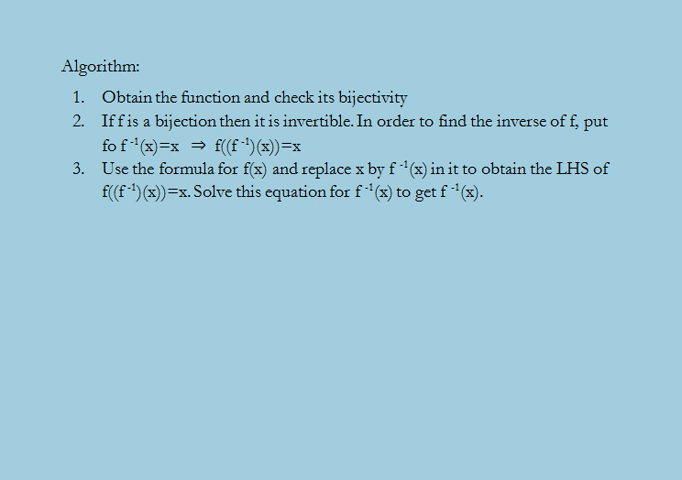 Algorithm:
1. Obtain the function and check its bijectivity
2. If f is a bijection then it is invertible. In order to find the inverse of f, put
fo f⁻¹(x)=x ⇒ f((f⁻¹)(x))=x
3. Use the formula for f(x) and replace x by f⁻¹(x) in it to obtain the LHS of
f((f⁻¹)(x))=x. Solve this equation for f⁻¹(x) to get f⁻¹(x).